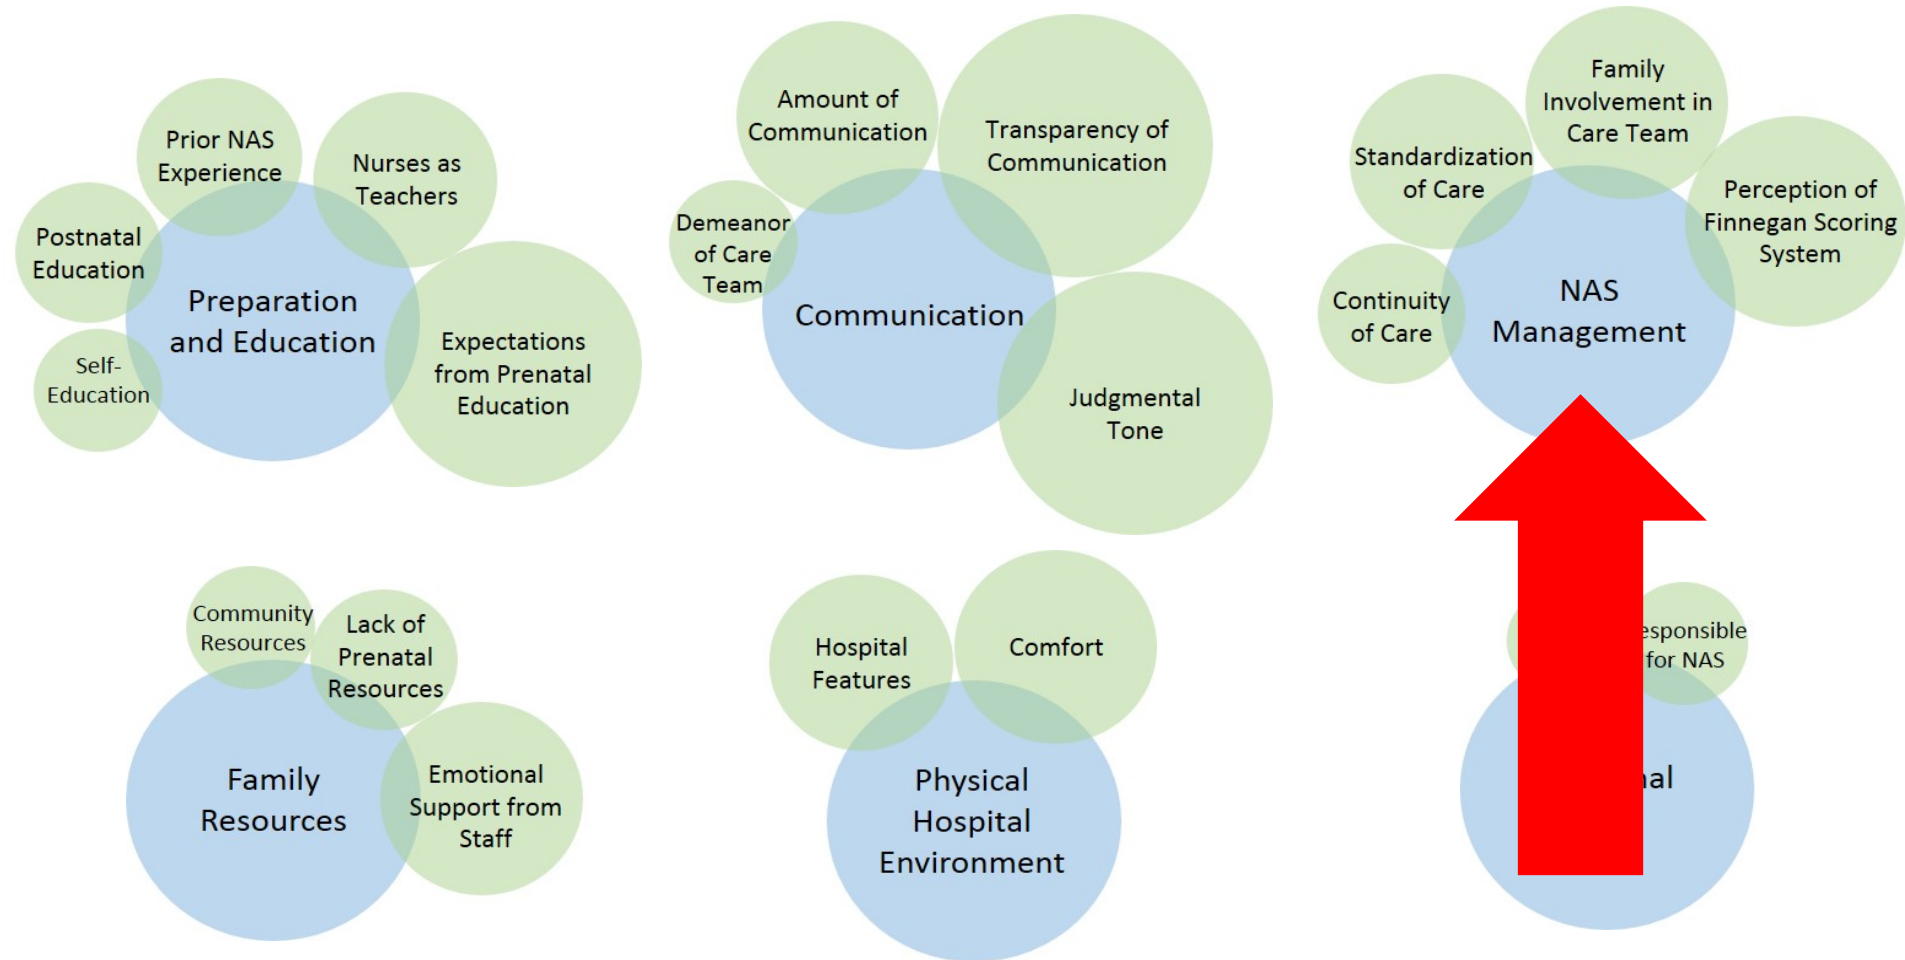 Prior NAS
Experience
Nurses as
Teachers
Postnatal
Education
Self-
Education
Preparation
and Education
Expectations
from Prenatal
Education
Amount of
Communication
Transparency of
Communication
Demeanor
of Care
Team
Communication
Judgmental
Tone
Family
Involvement in
Care Team
Standardization
of Care
Perception of
Finnegan Scoring
System
Continuity
of Care
NAS
Management
Community
Resources
Lack of
Prenatal
Resources
Family
Resources
Emotional
Support from
Staff
Hospital
Features
Comfort
Physical
Hospital
Environment
for NAS